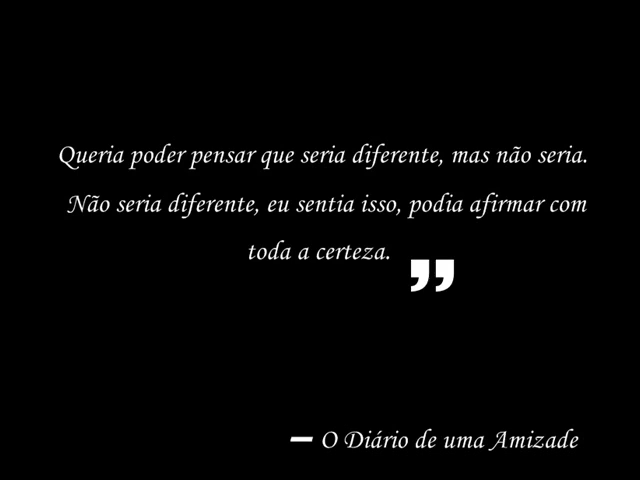 Queria poder pensar que seria diferente, mas não seria.
Não seria diferente, eu sentia isso, podia afirmar com
toda a certeza.
”
— O Diário de uma Amizade